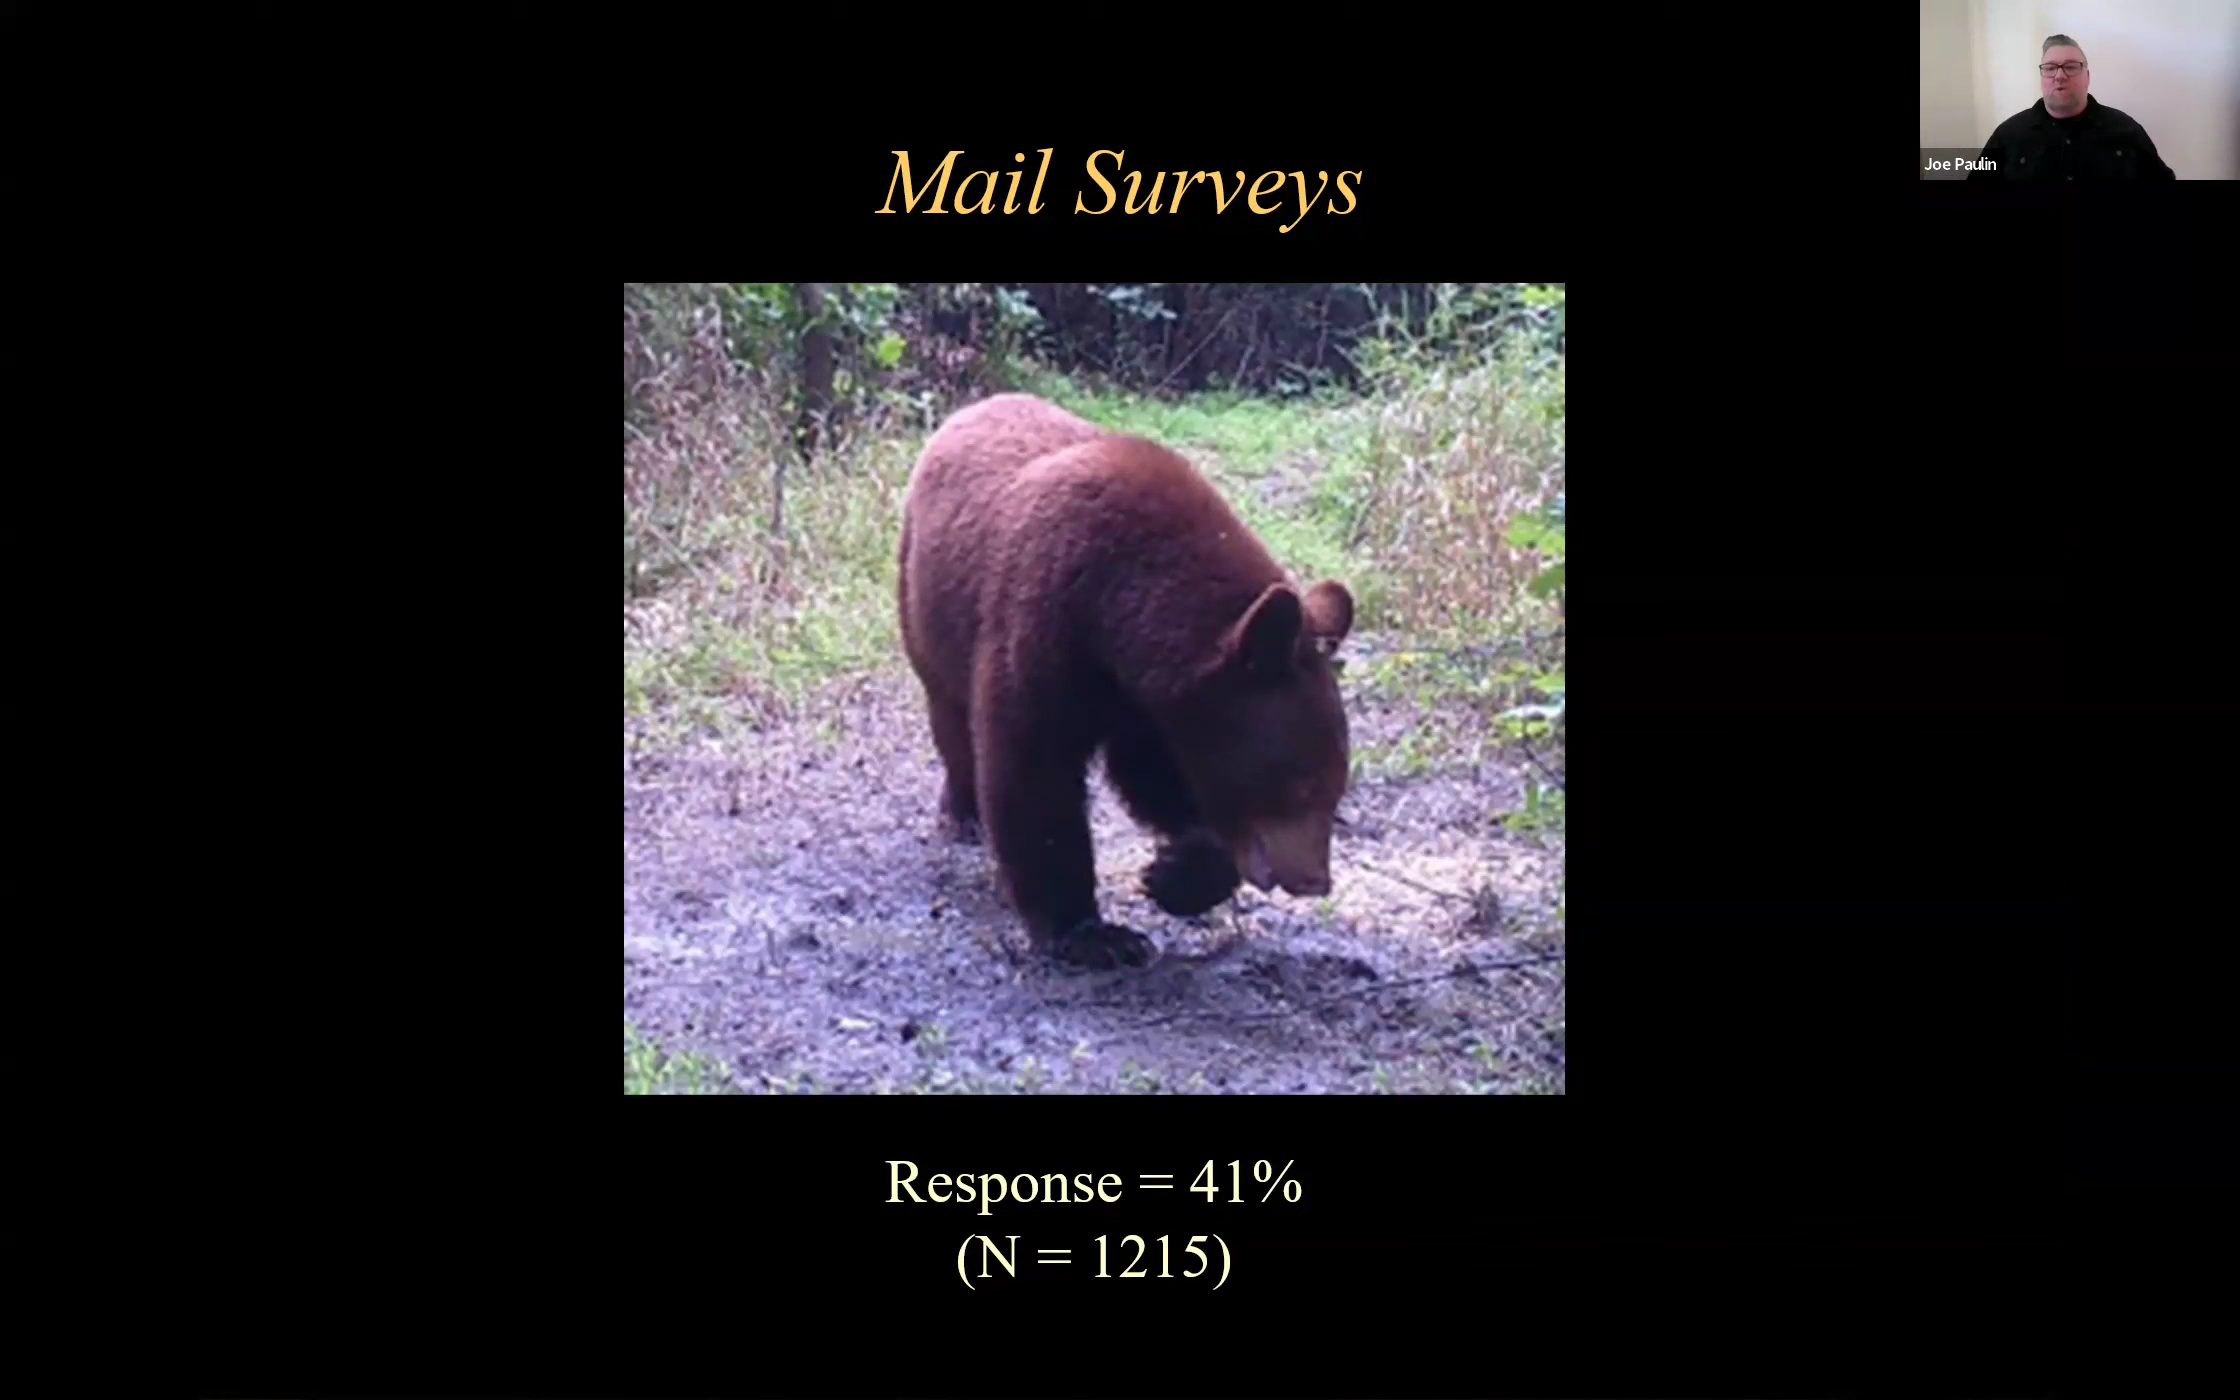 Mail Surveys
Joe Paulin
Response = 41%
(N = 1215)